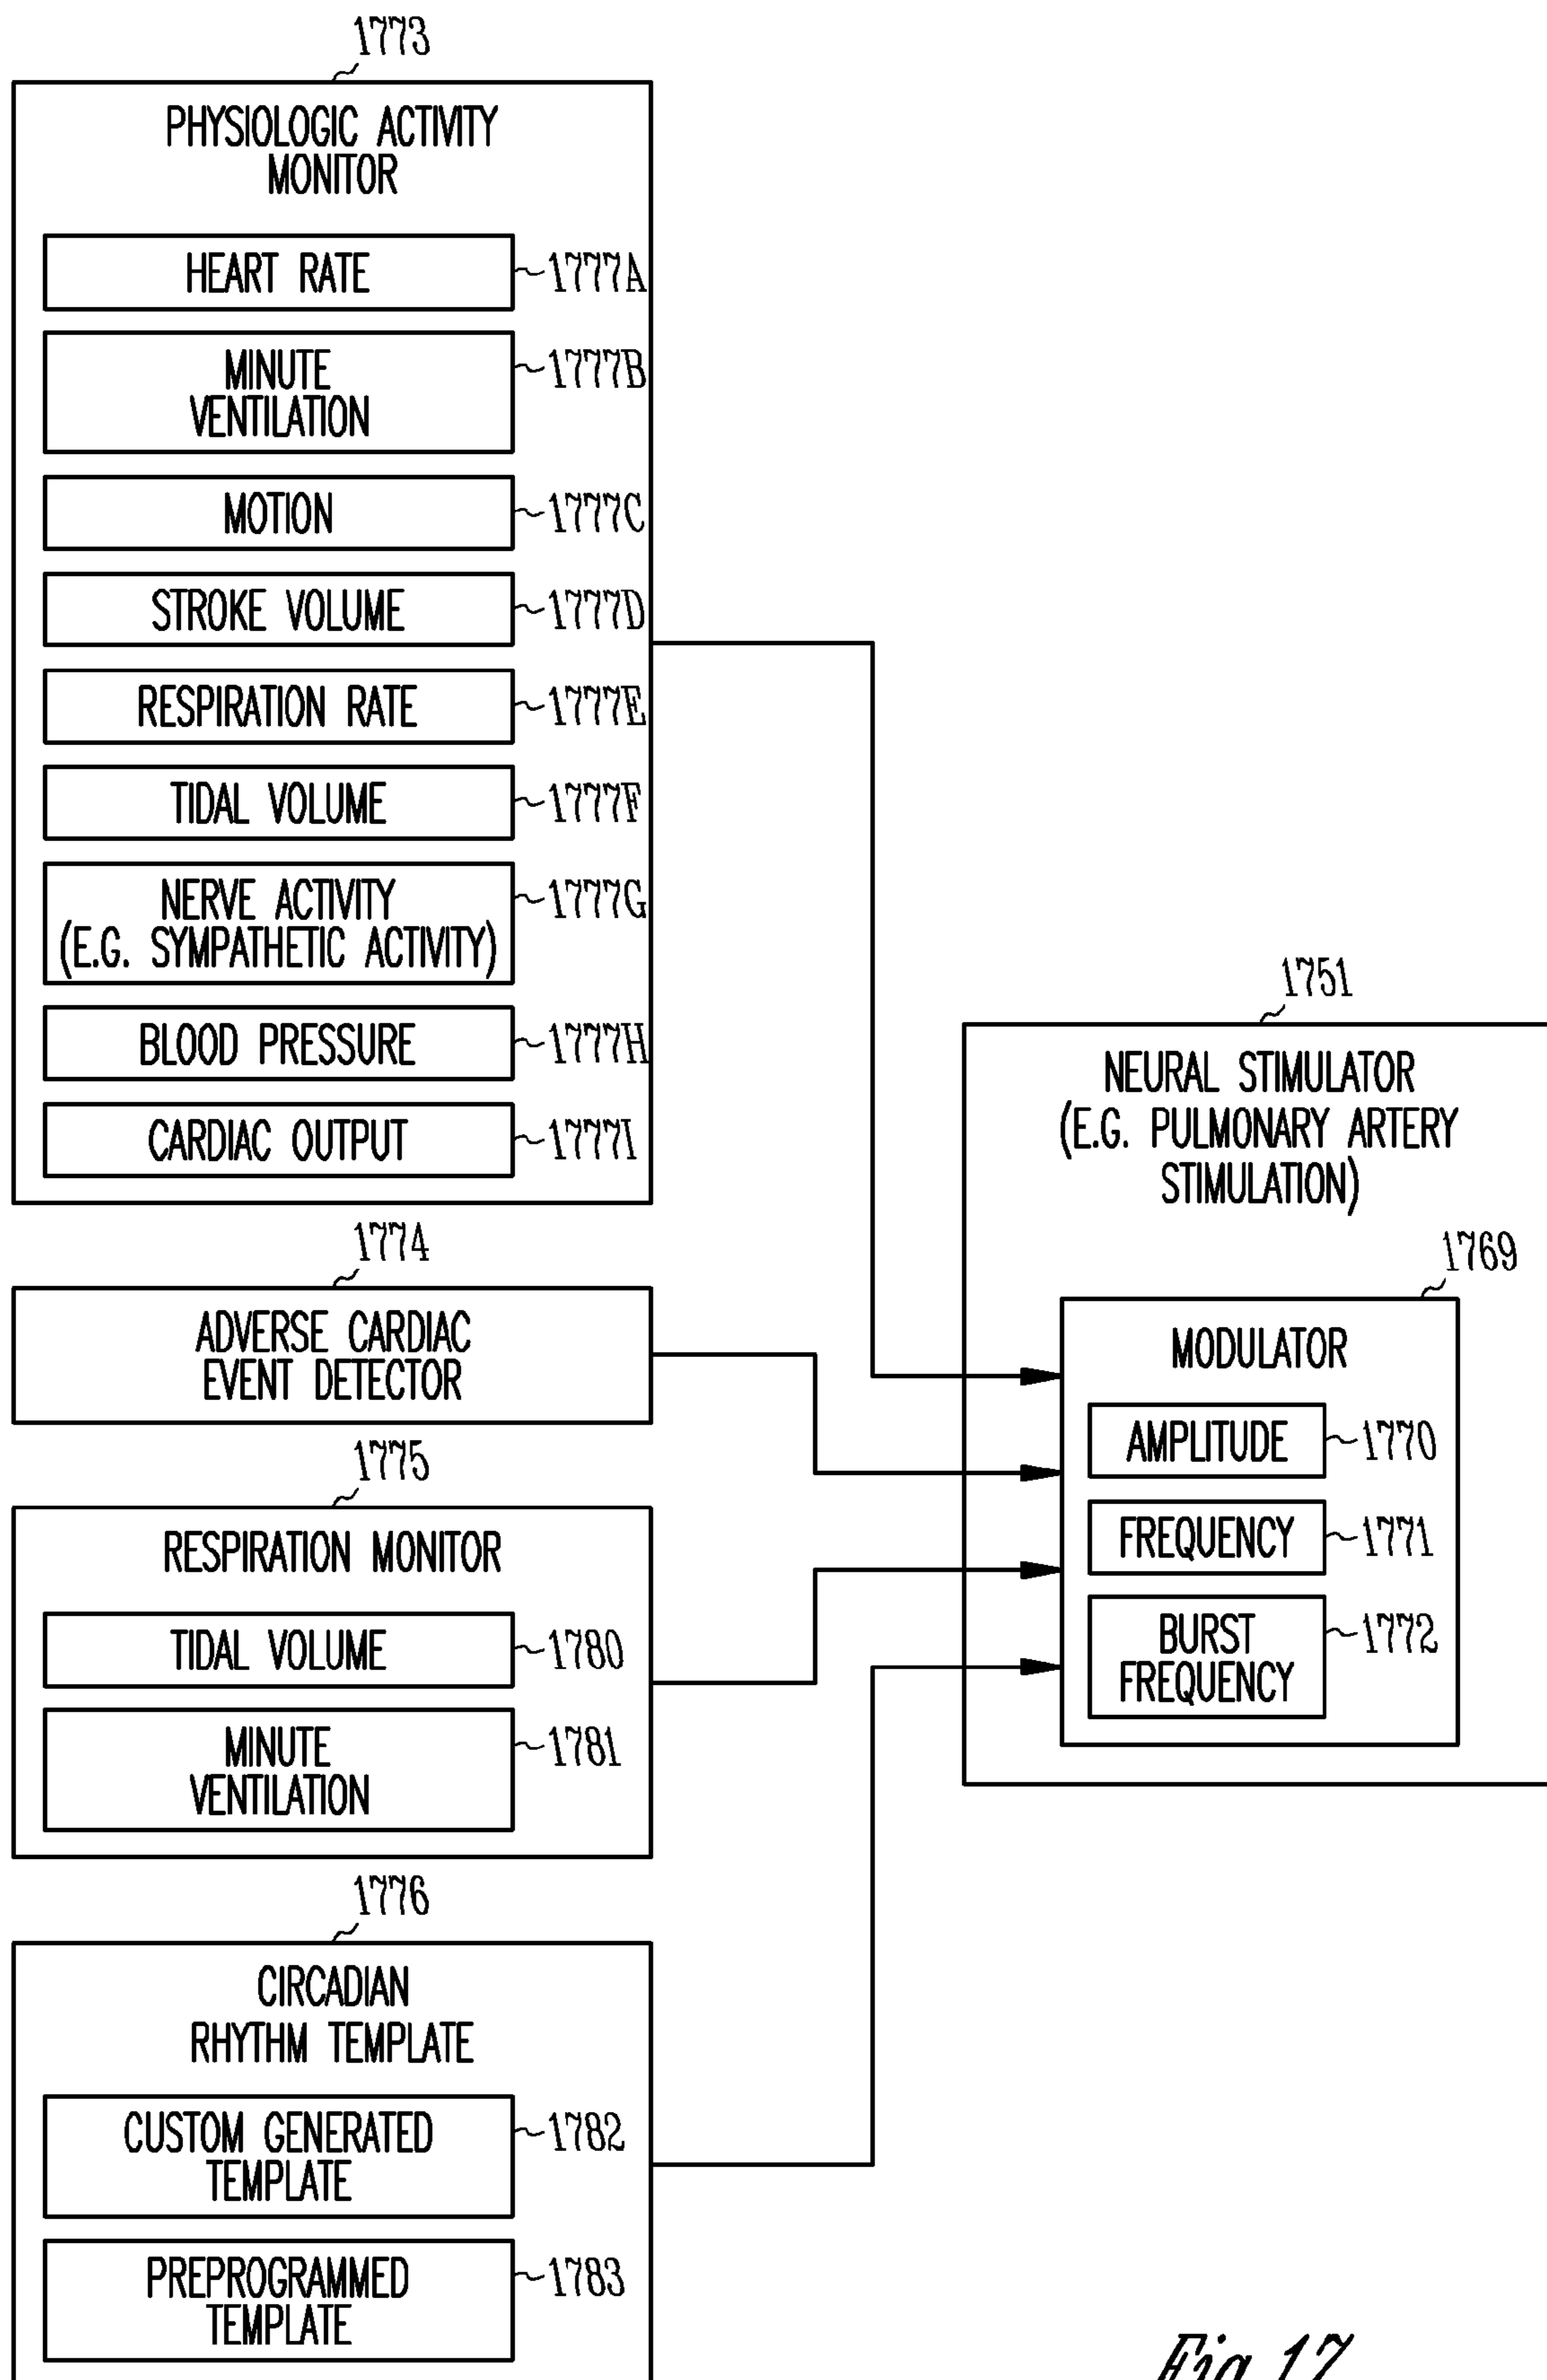 1773
PHYSIOLOGIC ACTIVITY
MONITOR
HEART RATE
1777A
MINUTE
VENTILATION
1777B
MOTION
1777C
STROKE VOLUME
1777D
RESPIRATION RATE
1777E
TIDAL VOLUME
1777F
NERVE ACTIVITY
(E.G. SYMPATHETIC ACTIVITY)
1777G
BLOOD PRESSURE
1777H
CARDIAC OUTPUT
1777I
1774
ADVERSE CARDIAC
EVENT DETECTOR
1775
RESPIRATION MONITOR
TIDAL VOLUME
1780
MINUTE
VENTILATION
1781
1776
CIRCADIAN
RHYTHM TEMPLATE
CUSTOM GENERATED
TEMPLATE
1782
PREPROGRAMMED
TEMPLATE
1783
1751
NEURAL STIMULATOR
(E.G. PULMONARY ARTERY
STIMULATION)
1769
MODULATOR
AMPLITUDE
1770
FREQUENCY
1771
BURST
FREQUENCY
1772
Fig.17